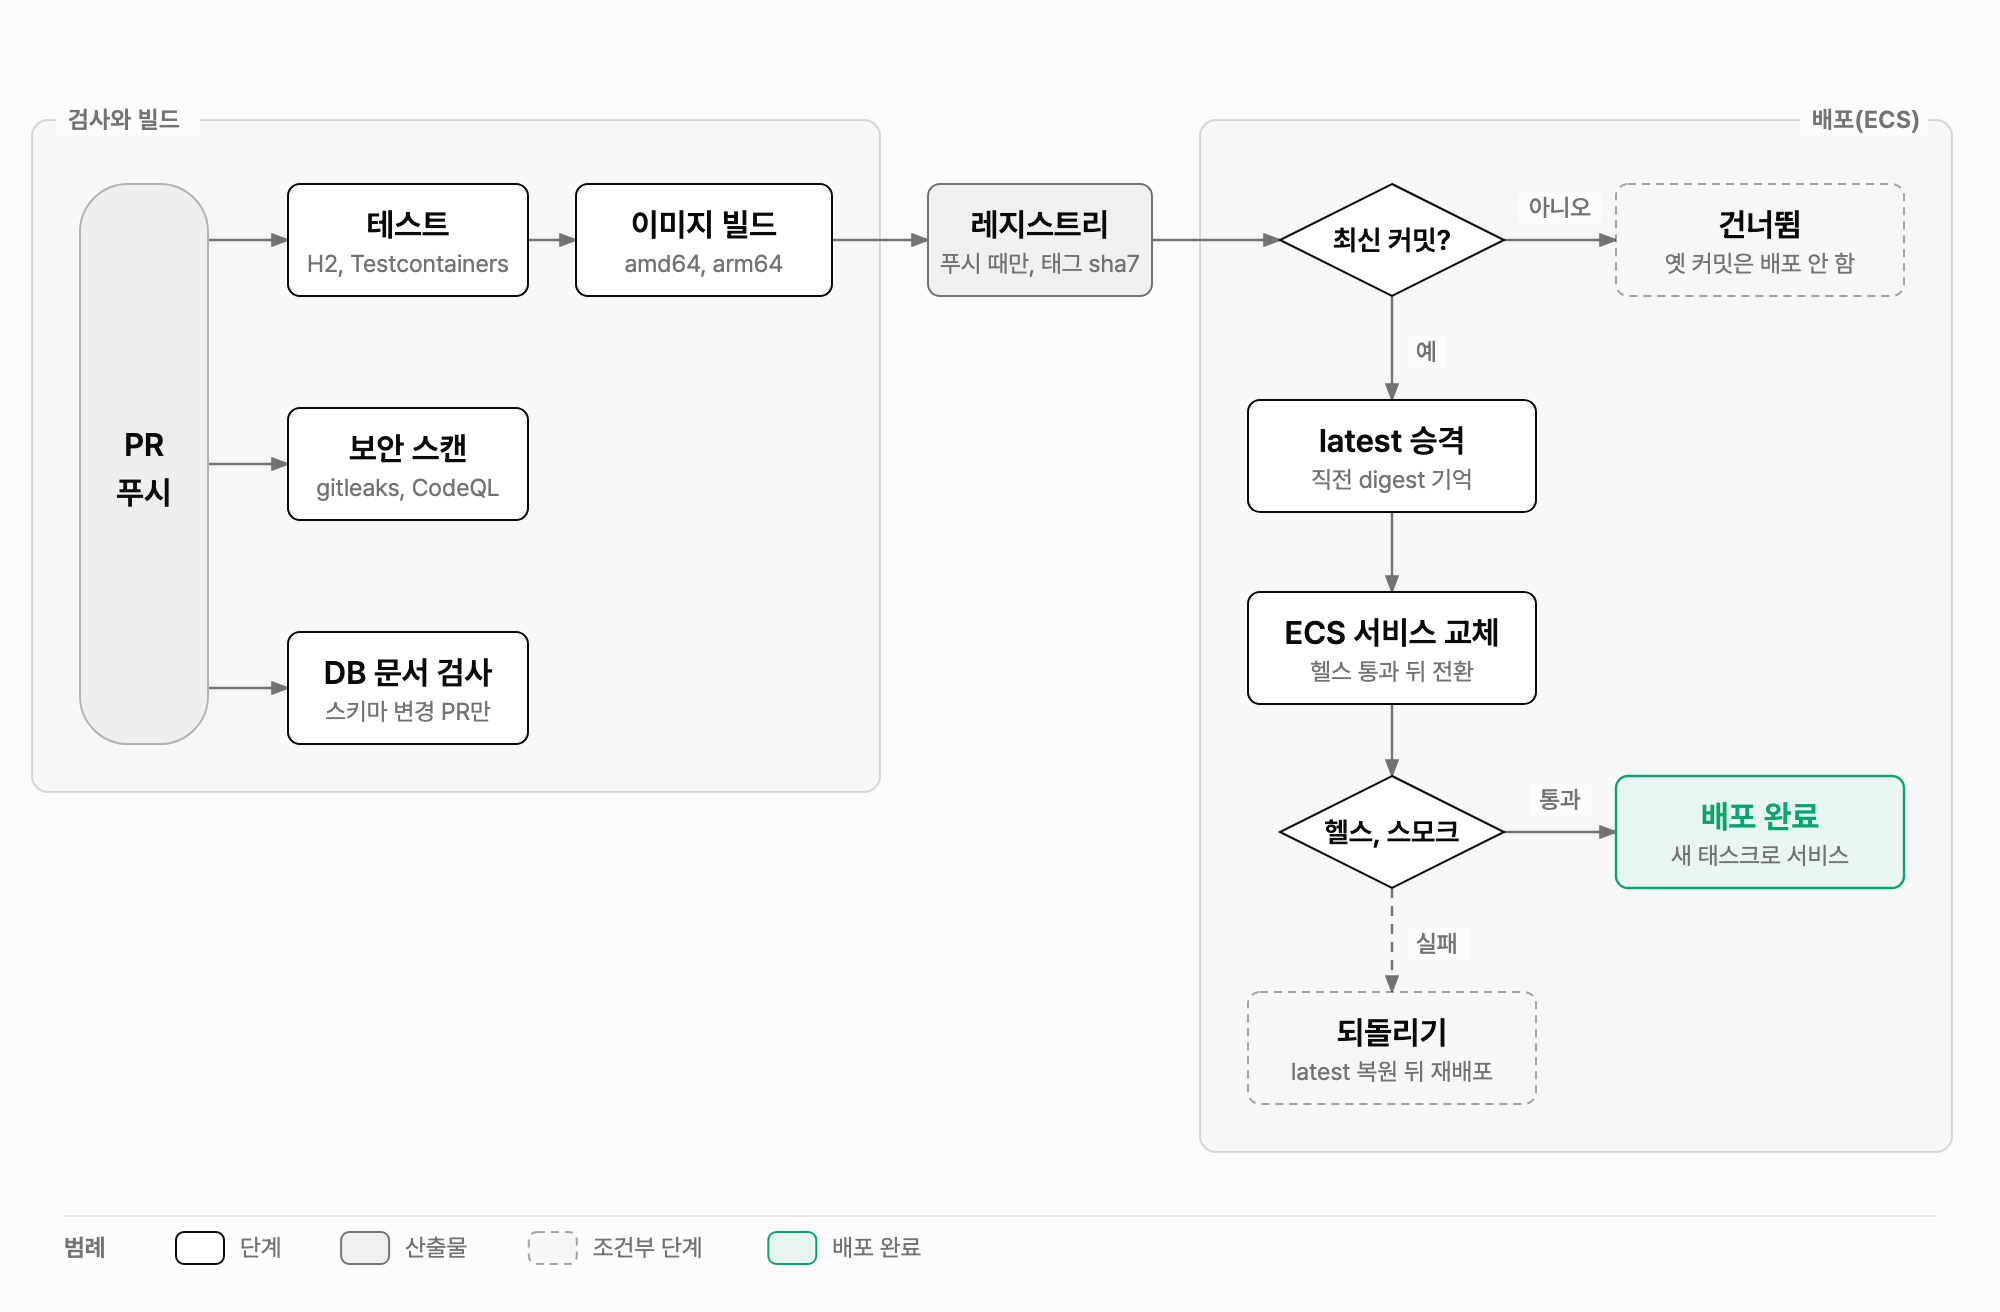 검사와 빌드
배포(ECS)
PR
푸시
테스트
H2, Testcontainers
이미지 빌드
amd64, arm64
레지스트리
푸시 때만, 태그 sha7
최신 커밋?
아니오
건너뜀
옛 커밋은 배포 안 함
예
보안 스캔
gitleaks, CodeQL
latest 승격
직전 digest 기억
DB 문서 검사
스키마 변경 PR만
ECS 서비스 교체
헬스 통과 뒤 전환
헬스, 스모크
통과
배포 완료
새 태스크로 서비스
실패
되돌리기
latest 복원 뒤 재배포
범례
단계
산출물
조건부 단계
배포 완료